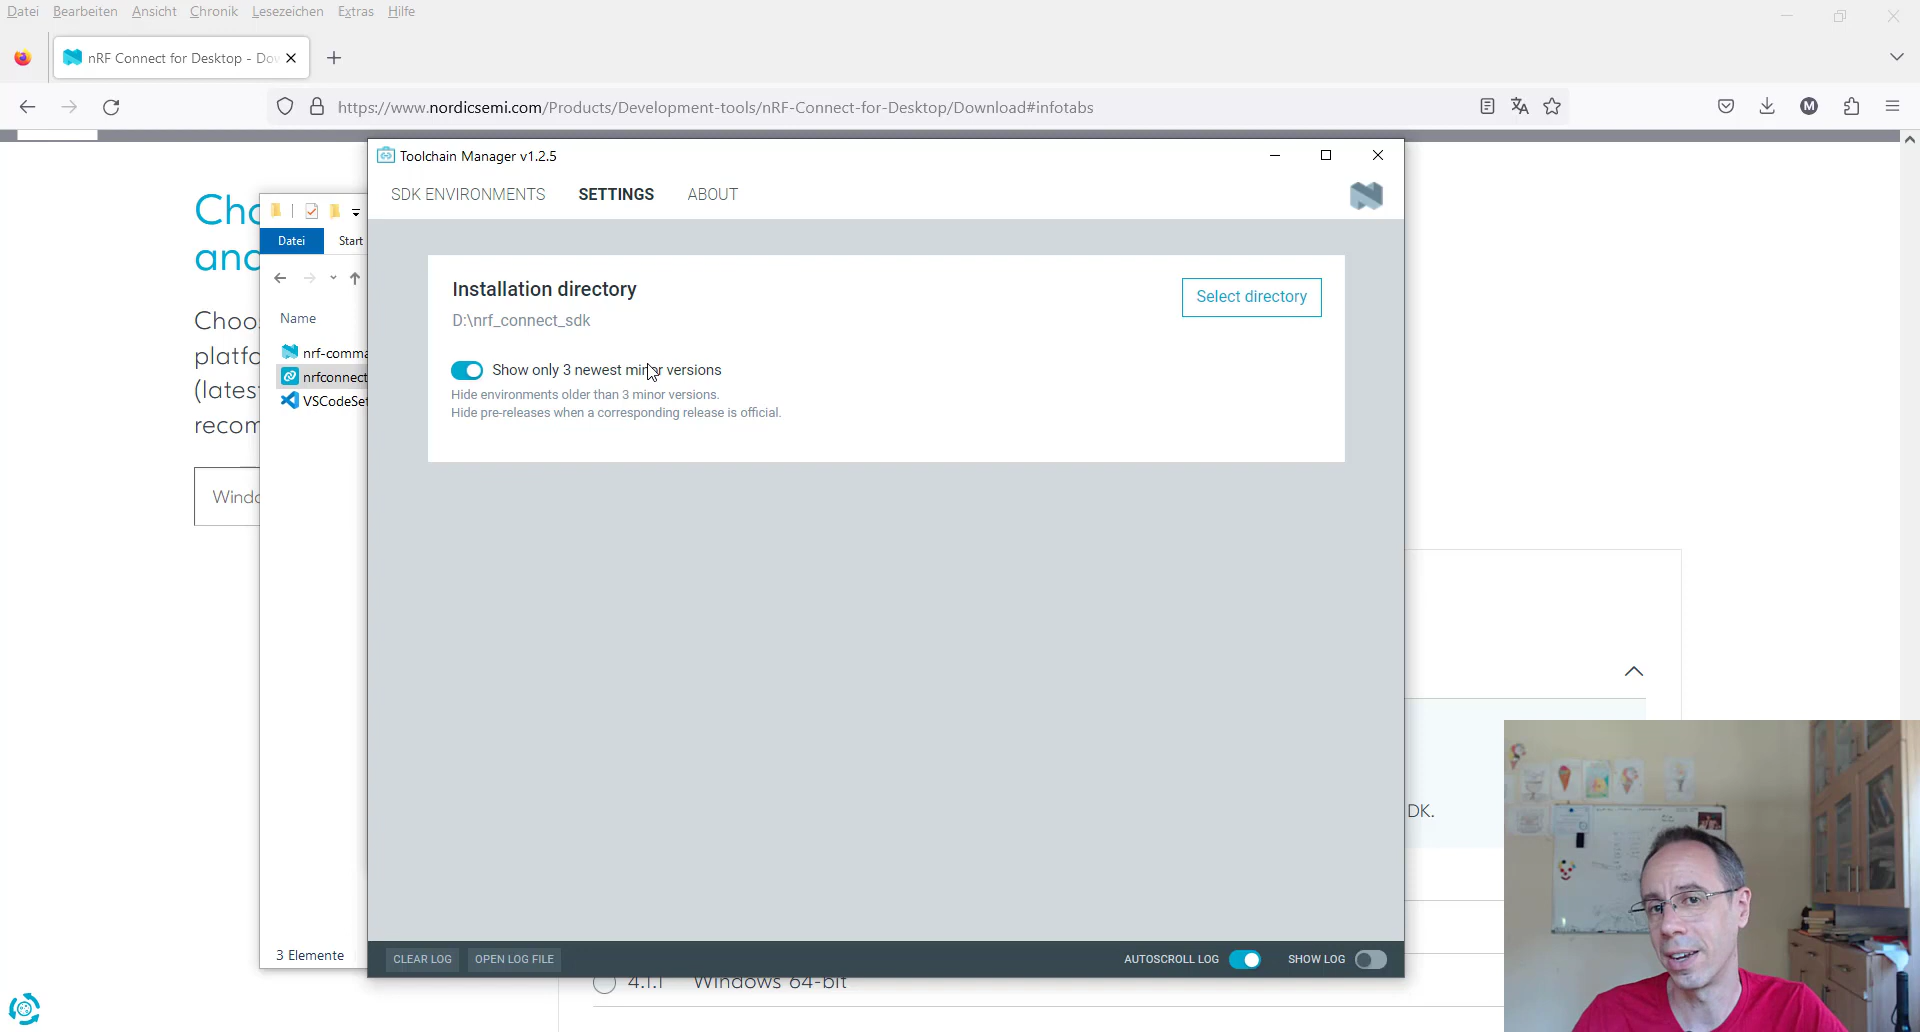 Datei Bearbeiten Ansicht Chronik Lesezeichen Extras Hilfe
nRF Connect for Desktop - Dow
https://www.nordicsemi.com/Products/Development-tools/nRF-Connect-for-Desktop/Download#infotabs
M
Toolchain Manager v1.2.5
SDK ENVIRONMENTS SETTINGS ABOUT
Cho
and
Datei Start
Installation directory
Select directory
D:\nrf_connect_sdk
Name
Choo
platfo
(lates
recom
nrf-comma
nrfconnect
VSCodeSet
Show only 3 newest minor versions
Hide environments older than 3 minor versions.
Hide pre-releases when a corresponding release is official.
Windo
DK.
3 Elemente
CLEAR LOG OPEN LOG FILE AUTOSCROLL LOG SHOW LOG
4.1.1 Windows 64-bit